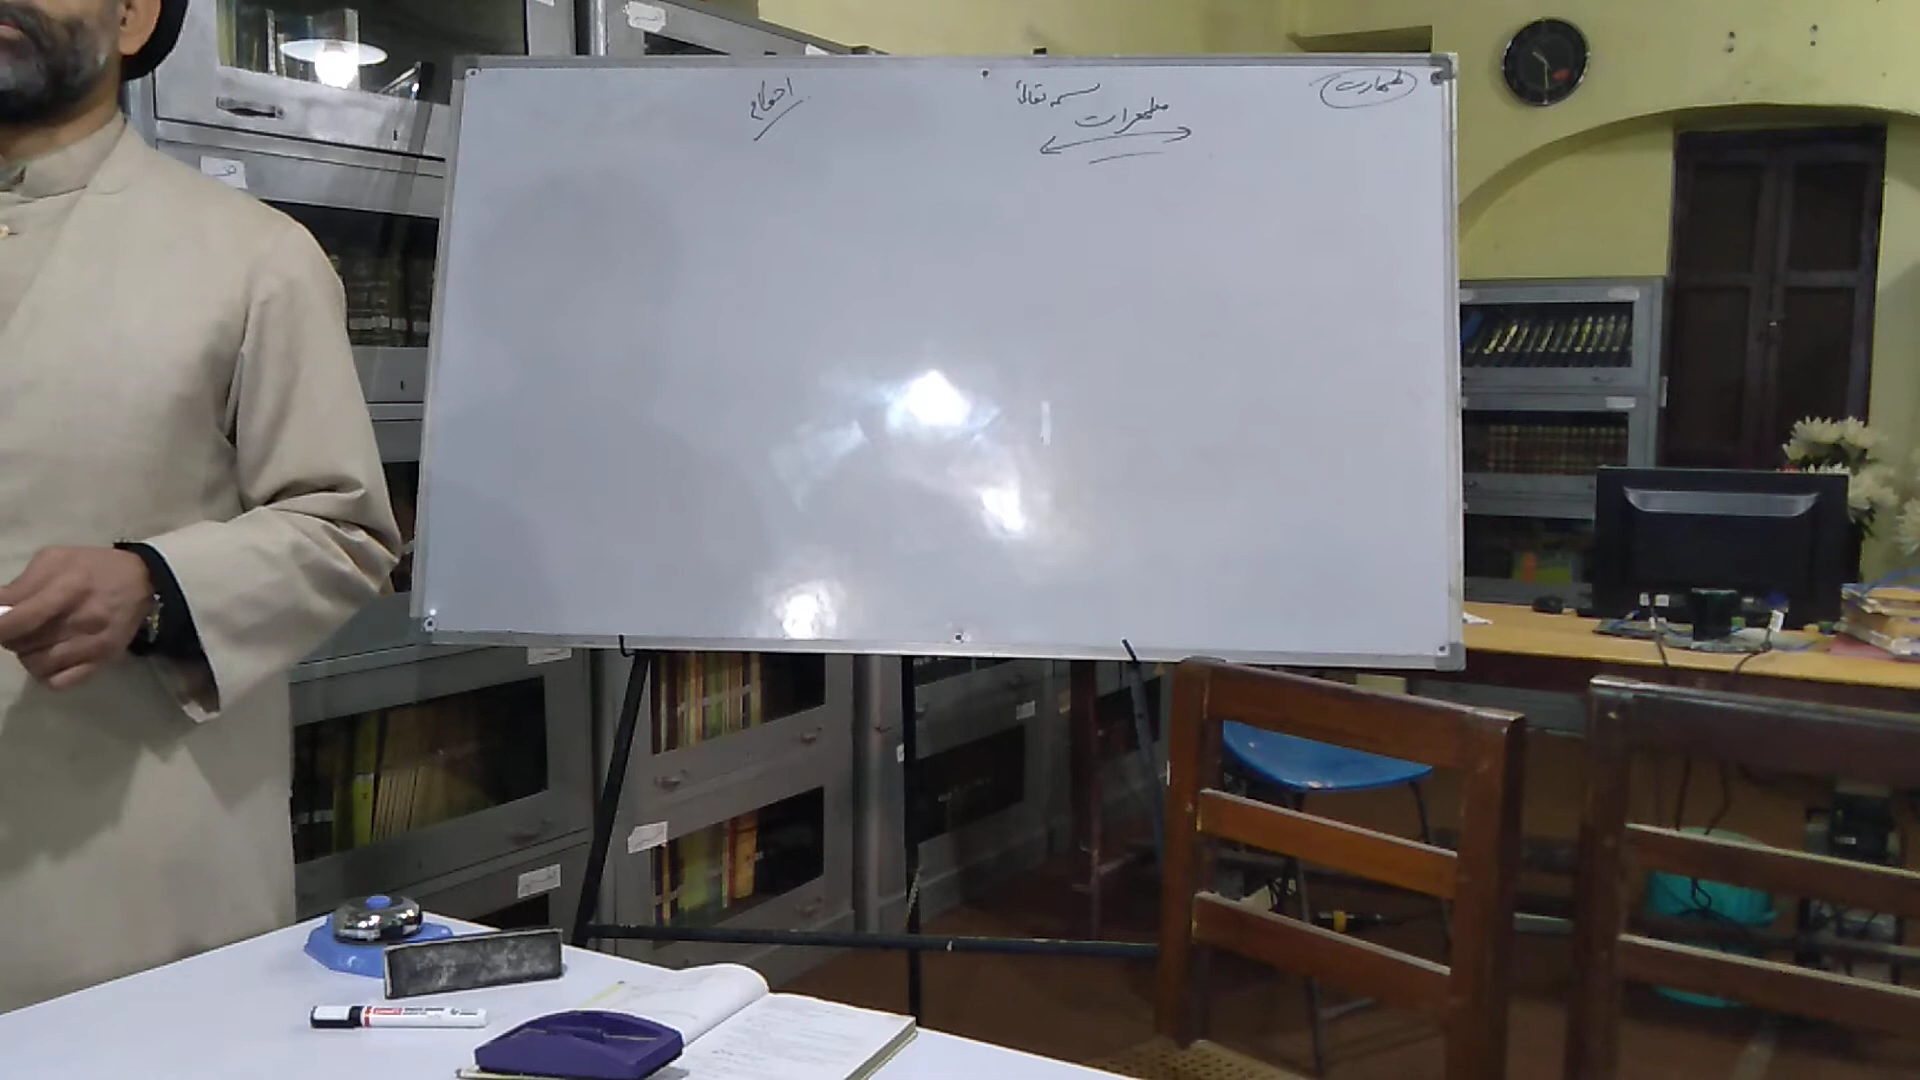 طہارت
بسمہ تعالیٰ
مطہرات
احکام